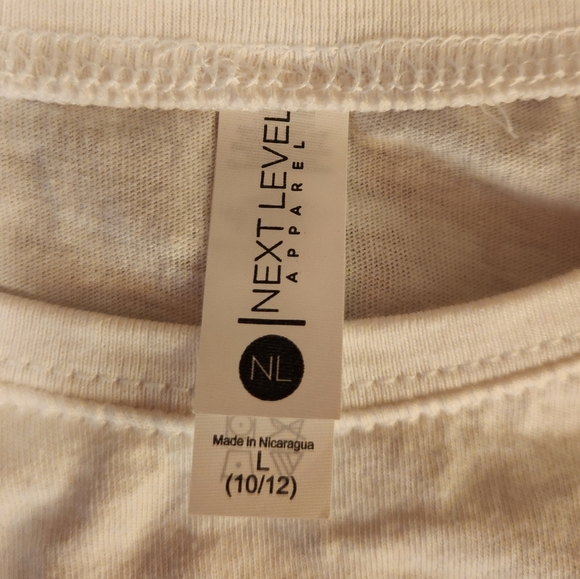 NEXT LEVEL
APPAREL
NL
Made in Nicaragua
L
(10/12)